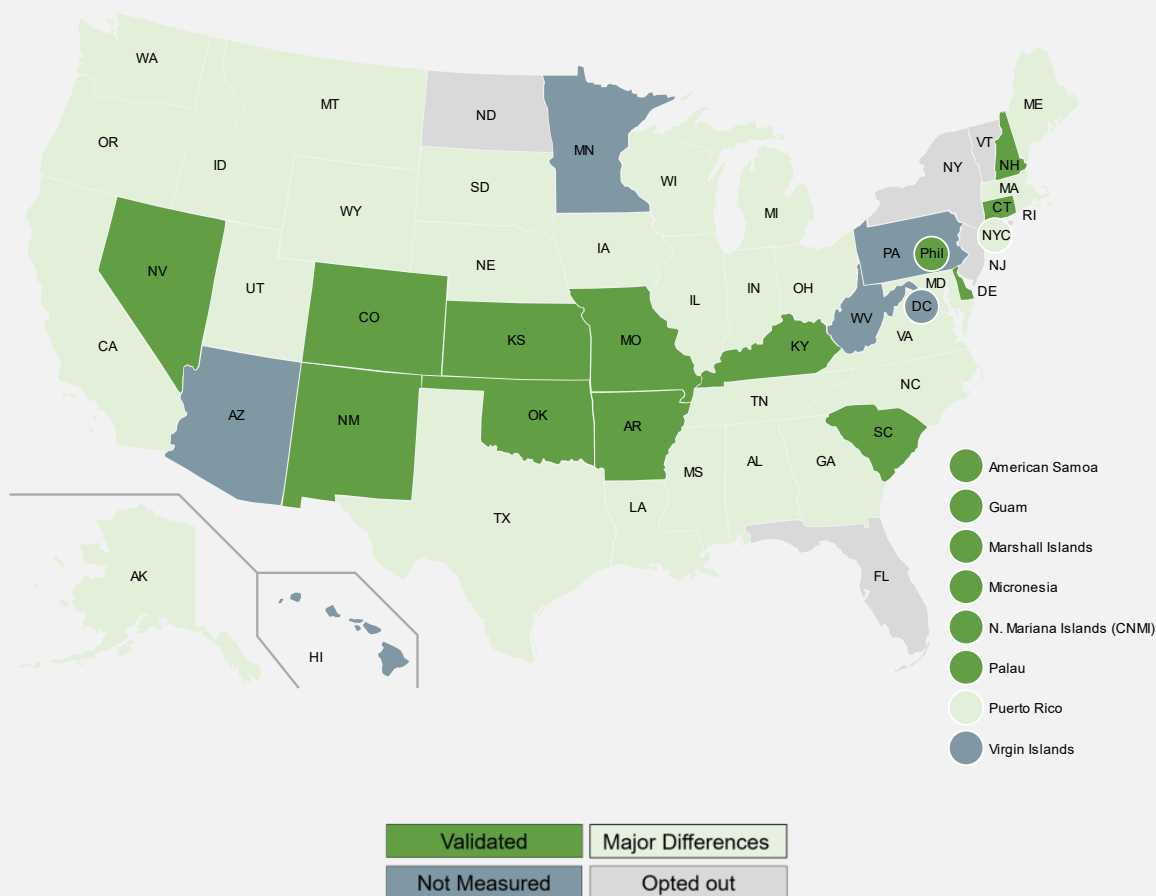 WA
MT
ND
MN
ME
OR
ID
SD
WI
MI
NY
VT
NH
MA
CT
RI
WY
IA
NYC
NV
UT
NE
PA
Phil
NJ
CO
IL
IN
OH
MD
DE
CA
KS
MO
KY
WV
DC
VA
AZ
NM
OK
AR
TN
NC
SC
MS
AL
GA
TX
LA
FL
AK
HI
American Samoa
Guam
Marshall Islands
Micronesia
N. Mariana Islands (CNMI)
Palau
Puerto Rico
Virgin Islands
Validated
Major Differences
Not Measured
Opted out